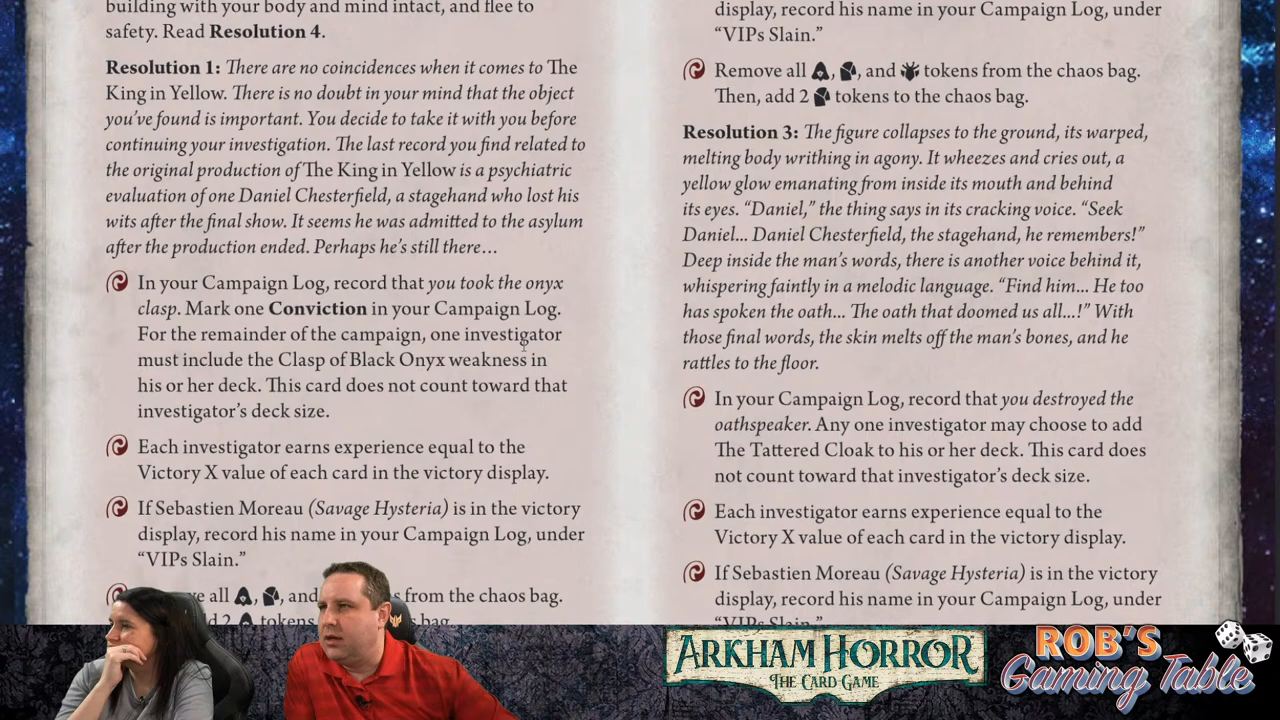 building with your body and mind intact, and flee to
safety. Read Resolution 4.
Resolution 1: There are no coincidences when it comes to The
King in Yellow. There is no doubt in your mind that the object
you've found is important. You decide to take it with you before
continuing your investigation. The last record you find related to
the original production of The King in Yellow is a psychiatric
evaluation of one Daniel Chesterfield, a stagehand who lost his
wits after the final show. It seems he was admitted to the asylum
after the production ended. Perhaps he's still there…
In your Campaign Log, record that you took the onyx
clasp. Mark one Conviction in your Campaign Log.
For the remainder of the campaign, one investigator
must include the Clasp of Black Onyx weakness in
his or her deck. This card does not count toward that
investigator's deck size.
Each investigator earns experience equal to the
Victory X value of each card in the victory display.
If Sebastien Moreau (Savage Hysteria) is in the victory
display, record his name in your Campaign Log, under
“VIPs Slain.”
all , , and from the chaos bag.
2 tokens bag.
display, record his name in your Campaign Log, under
“VIPs Slain.”
Remove all , , and tokens from the chaos bag.
Then, add 2 tokens to the chaos bag.
Resolution 3: The figure collapses to the ground, its warped,
melting body writhing in agony. It wheezes and cries out, a
yellow glow emanating from inside its mouth and behind
its eyes. “Daniel,” the thing says in its cracking voice. “Seek
Daniel... Daniel Chesterfield, the stagehand, he remembers!”
Deep inside the man's words, there is another voice behind it,
whispering faintly in a melodic language. “Find him... He too
has spoken the oath... The oath that doomed us all...!” With
those final words, the skin melts off the man's bones, and he
rattles to the floor.
In your Campaign Log, record that you destroyed the
oathspeaker. Any one investigator may choose to add
The Tattered Cloak to his or her deck. This card does
not count toward that investigator's deck size.
Each investigator earns experience equal to the
Victory X value of each card in the victory display.
If Sebastien Moreau (Savage Hysteria) is in the victory
display, record his name in your Campaign Log, under
“VIPs Slain.”
ARKHAM HORROR
THE CARD GAME
ROB'S
Gaming Table